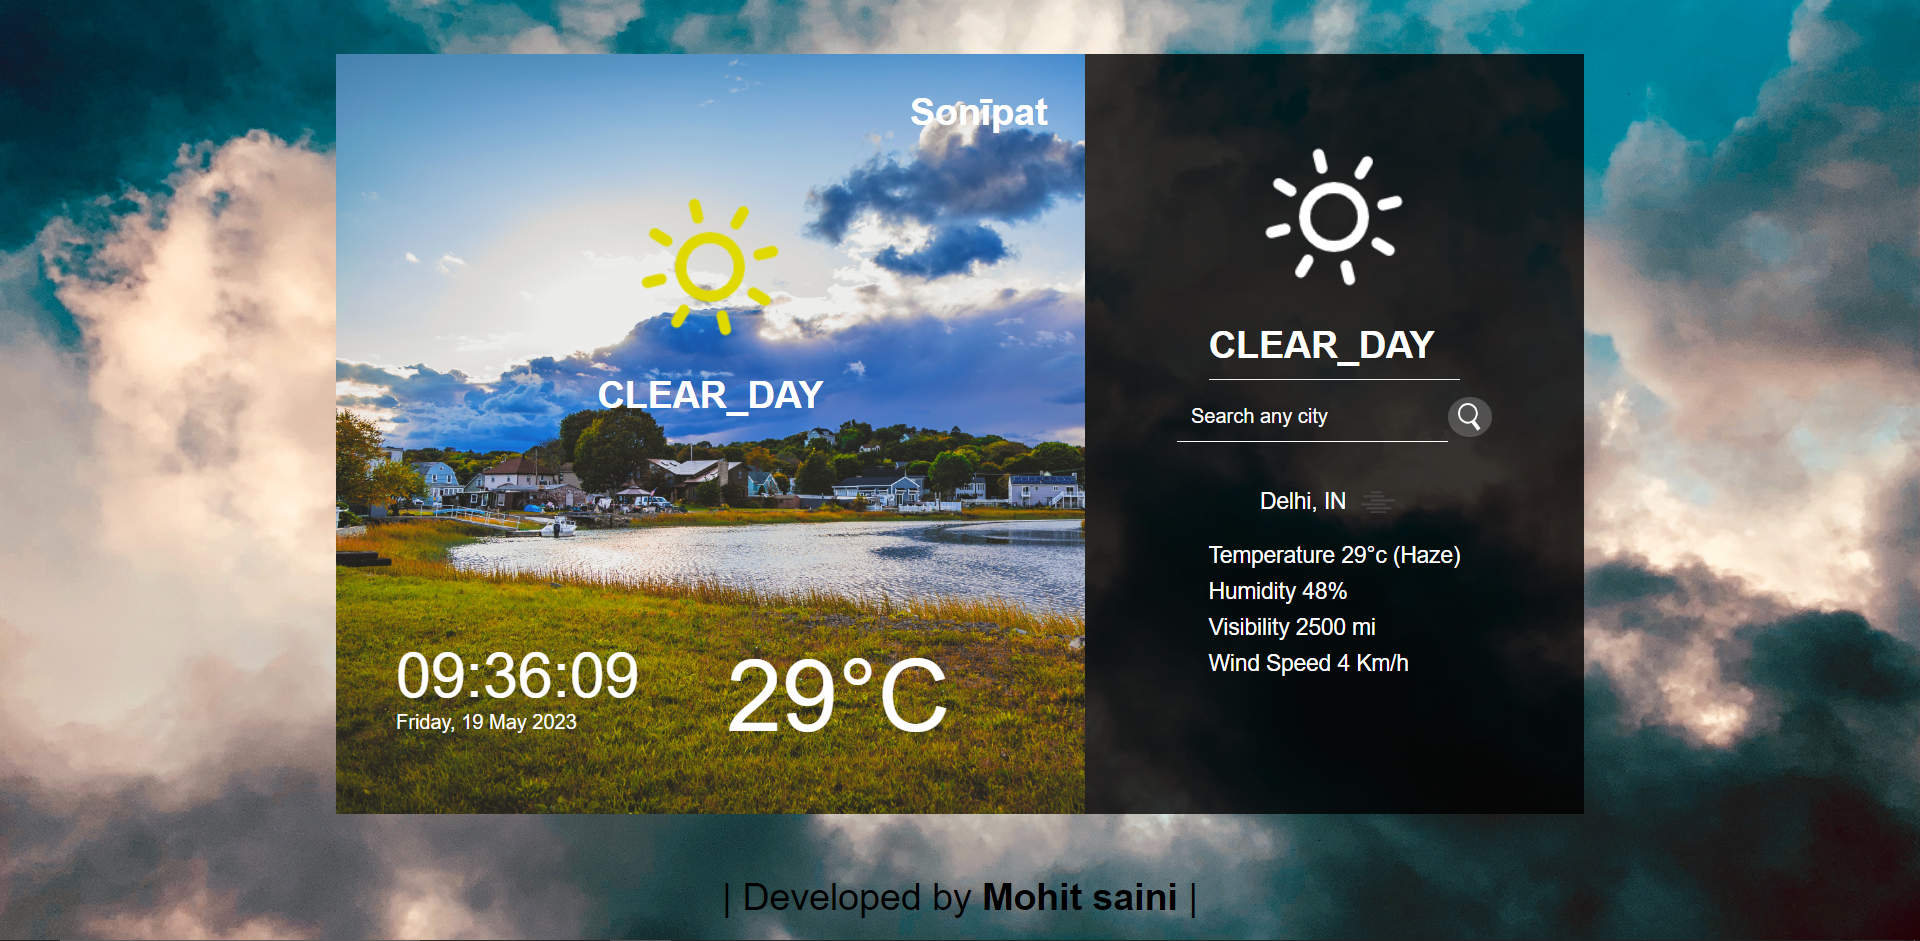 Sonīpat
CLEAR_DAY
09:36:09
Friday, 19 May 2023
29°C
CLEAR_DAY
Search any city
Delhi, IN
Temperature 29°c (Haze)
Humidity 48%
Visibility 2500 mi
Wind Speed 4 Km/h
| Developed by Mohit saini |